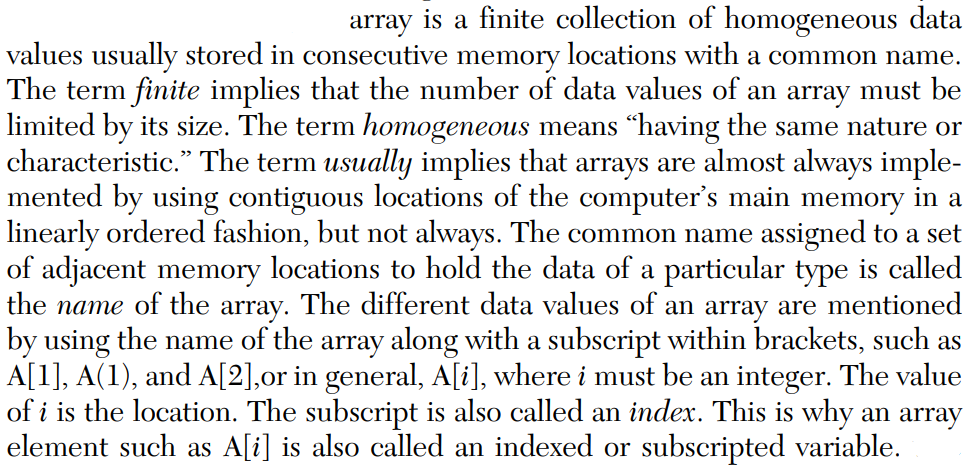 array is a finite collection of homogeneous data
values usually stored in consecutive memory locations with a common name.
The term finite implies that the number of data values of an array must be
limited by its size. The term homogeneous means “having the same nature or
characteristic.” The term usually implies that arrays are almost always imple-
mented by using contiguous locations of the computer’s main memory in a
linearly ordered fashion, but not always. The common name assigned to a set
of adjacent memory locations to hold the data of a particular type is called
the name of the array. The different data values of an array are mentioned
by using the name of the array along with a subscript within brackets, such as
A[1], A(1), and A[2],or in general, A[i], where i must be an integer. The value
of i is the location. The subscript is also called an index. This is why an array
element such as A[i] is also called an indexed or subscripted variable.